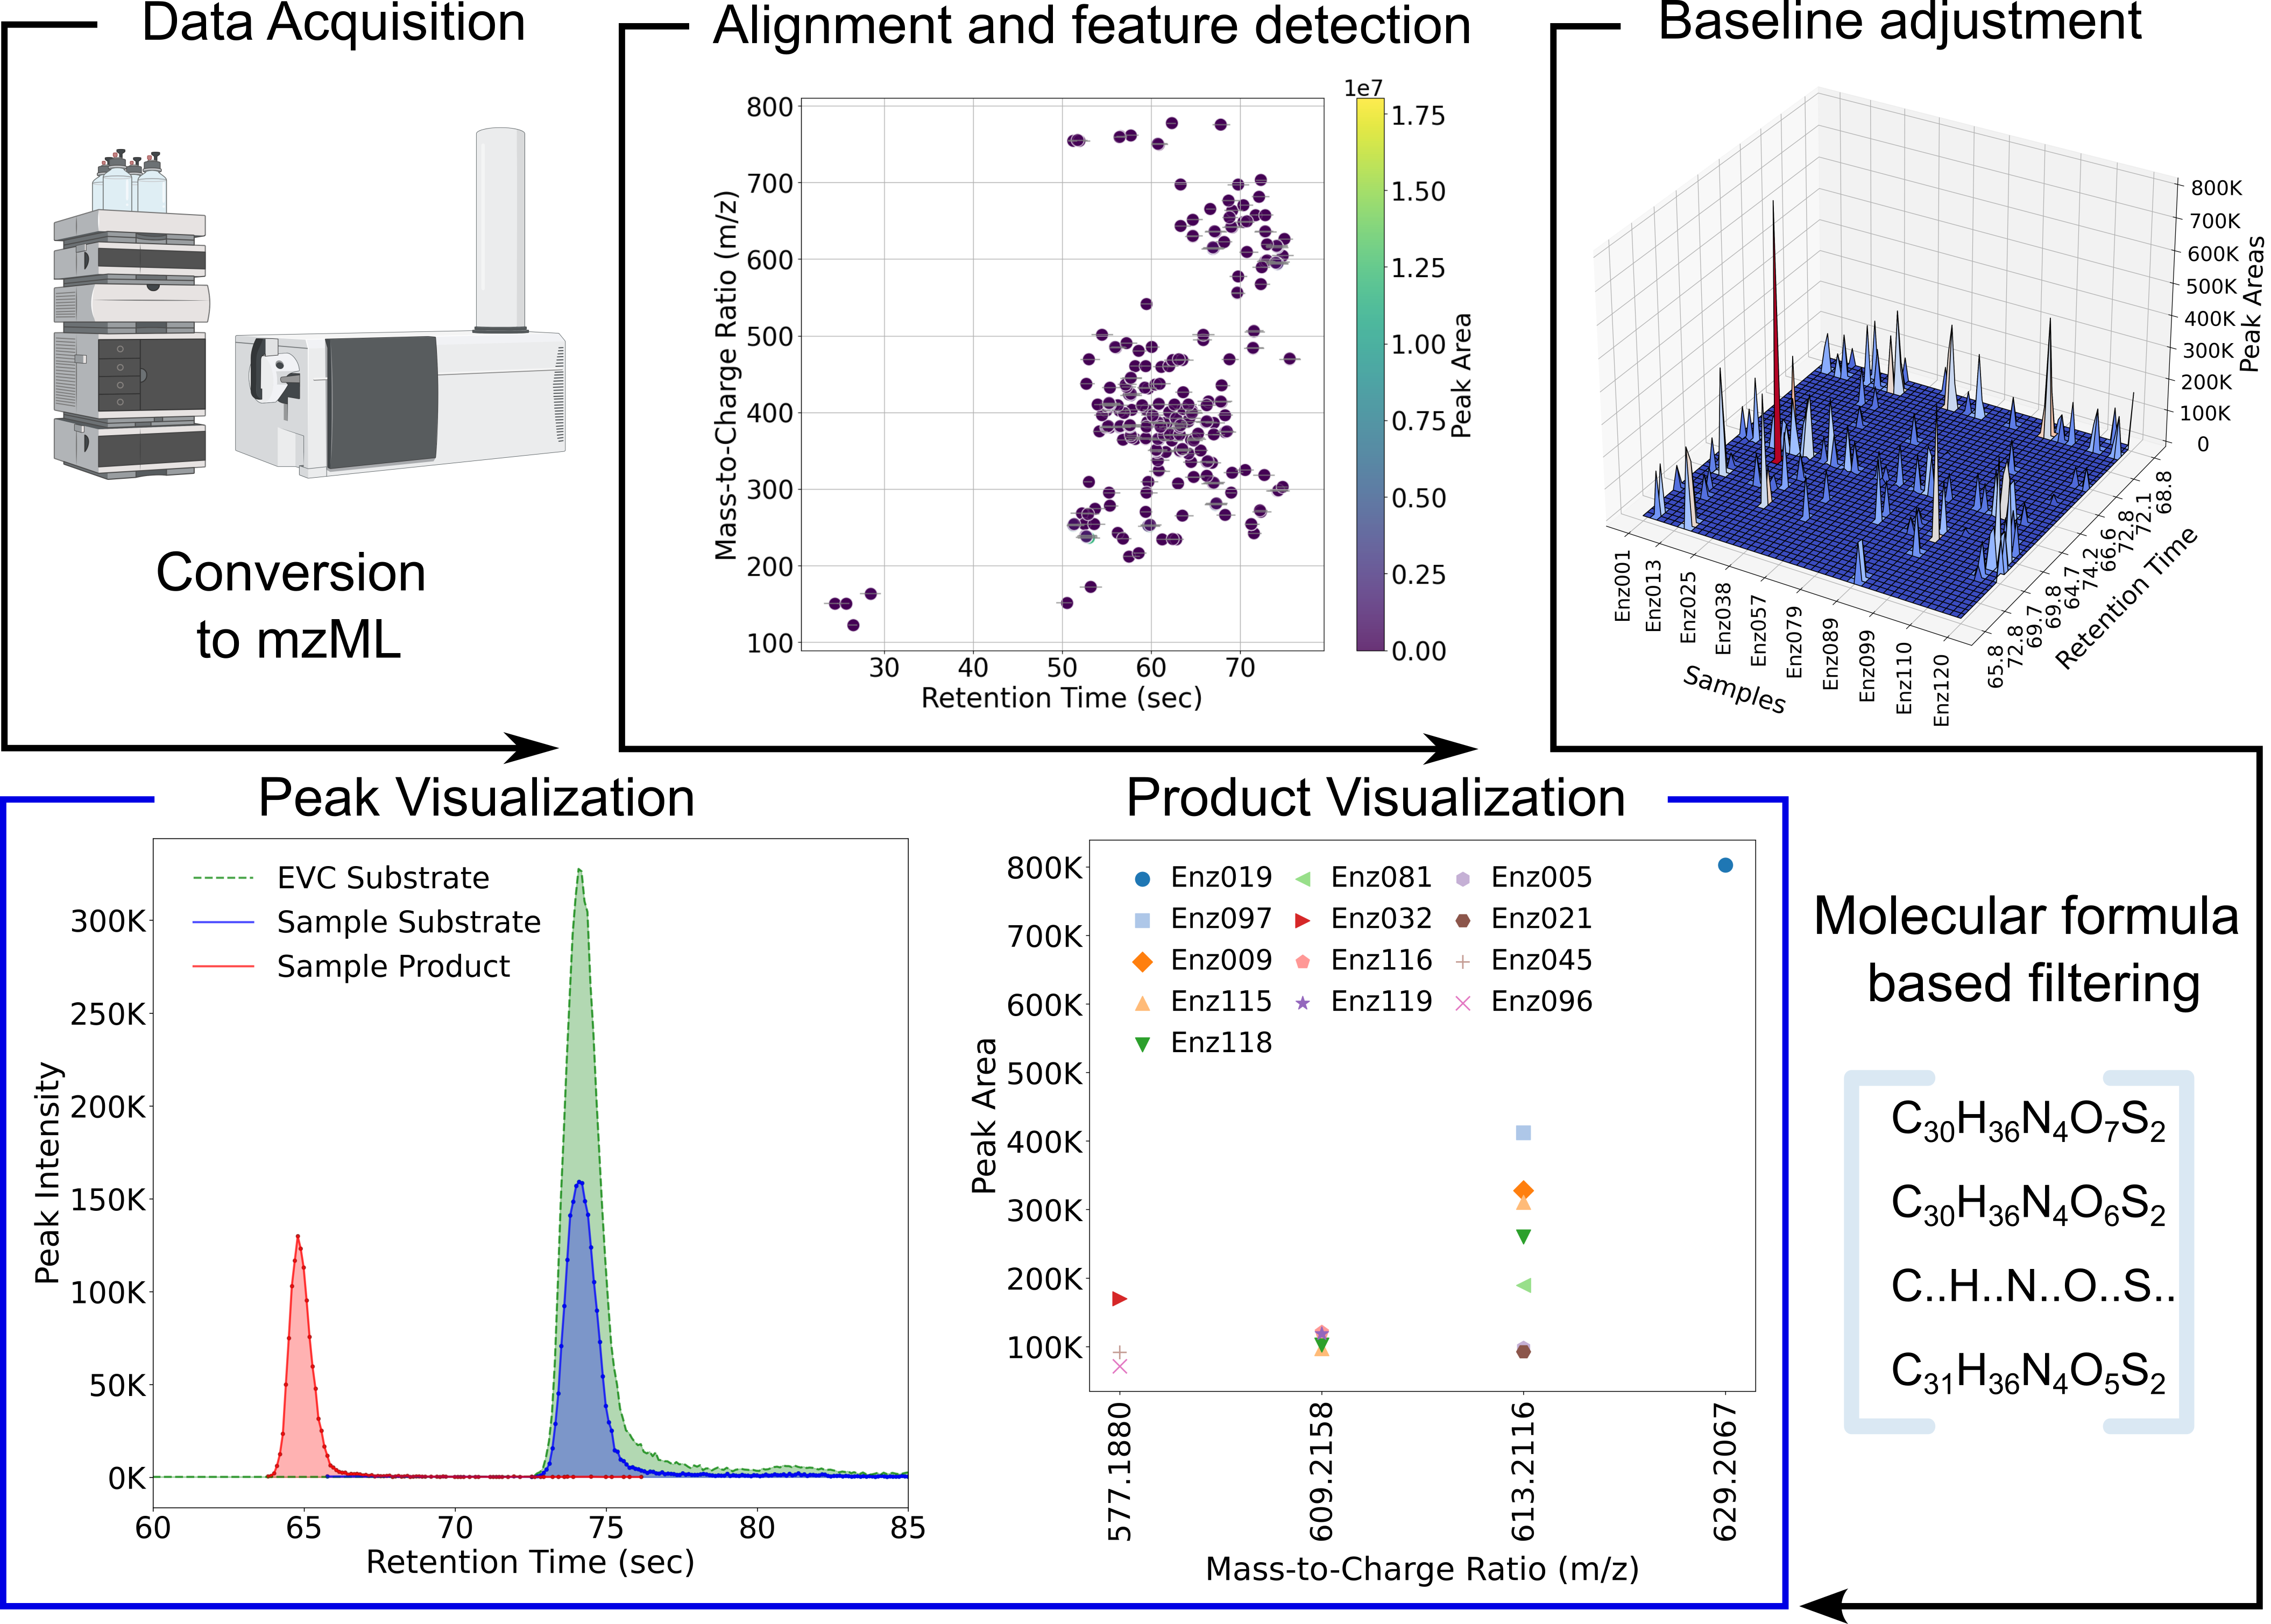 Data Acquisition
Conversion
to mzML
Alignment and feature detection
1e7
800
700
600
500
400
300
200
100
Mass-to-Charge Ratio (m/z)
30 40 50 60 70
Retention Time (sec)
1.75
1.50
1.25
1.00
0.75
0.50
0.25
0.00
Peak Area
Baseline adjustment
800K
700K
600K
500K
400K
300K
200K
100K
0
Peak Areas
Enz001
Enz013
Enz025
Enz038
Enz057
Enz079
Enz089
Enz099
Enz110
Enz120
Samples
65.8
72.8
69.7
69.8
64.7
74.2
66.6
72.8
72.1
68.8
Retention Time
Peak Visualization
EVC Substrate
Sample Substrate
Sample Product
300K
250K
200K
150K
100K
50K
0K
Peak Intensity
60 65 70 75 80 85
Retention Time (sec)
Product Visualization
Enz019 Enz081 Enz005
Enz097 Enz032 Enz021
Enz009 Enz116 Enz045
Enz115 Enz119 Enz096
Enz118
800K
700K
600K
500K
400K
300K
200K
100K
Peak Area
577.1880
609.2158
613.2116
629.2067
Mass-to-Charge Ratio (m/z)
Molecular formula
based filtering
C30H36N4O7S2
C30H36N4O6S2
C..H..N..O..S..
C31H36N4O5S2